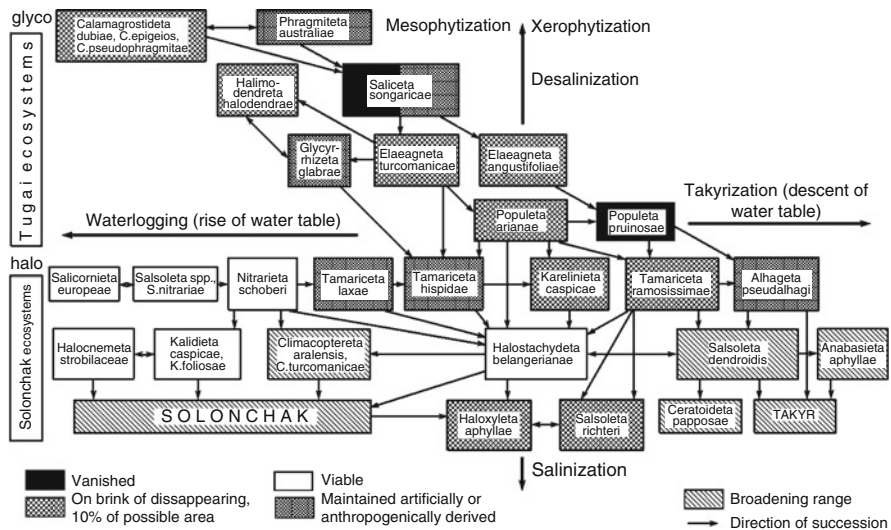 glyco
Calamagrostideta
dubiae, C.epigeios,
C.pseudophragmitae
Phragmiteta
australiae
Mesophytization
Xerophytization
Desalinization
Tugai ecosystems
Halimo-
dendreta
halodendrae
Saliceta
songaricae
Glycyr-
rhizeta
glabrae
Elaeagneta
turcomanicae
Elaeagneta
angustifoliae
Populeta
arianae
Populeta
pruinosae
Takyrization (descent of
water table)
Waterlogging (rise of water table)
halo
Solonchak ecosystems
Salicornieta
europeae
Salsoleta spp.,
S.nitrariae
Nitrarieta
schoberi
Tamariceta
laxae
Tamariceta
hispidae
Karelinieta
caspicae
Tamariceta
ramosissimae
Alhageta
pseudalhagi
Halocnemeta
strobilaceae
Kalidieta
caspicae,
K.foliosae
Climacoptereta
aralensis,
C.turcomanicae
Halostachydeta
belangerianae
Salsoleta
dendroidis
Anabasieta
aphyllae
SOLONCHAK
Haloxyleta
aphyllae
Salsoleta
richteri
Ceratoideta
papposae
TAKYR
Salinization
Vanished
On brink of dissappearing,
10% of possible area
Viable
Maintained artificially or
anthropogenically derived
Broadening range
Direction of succession